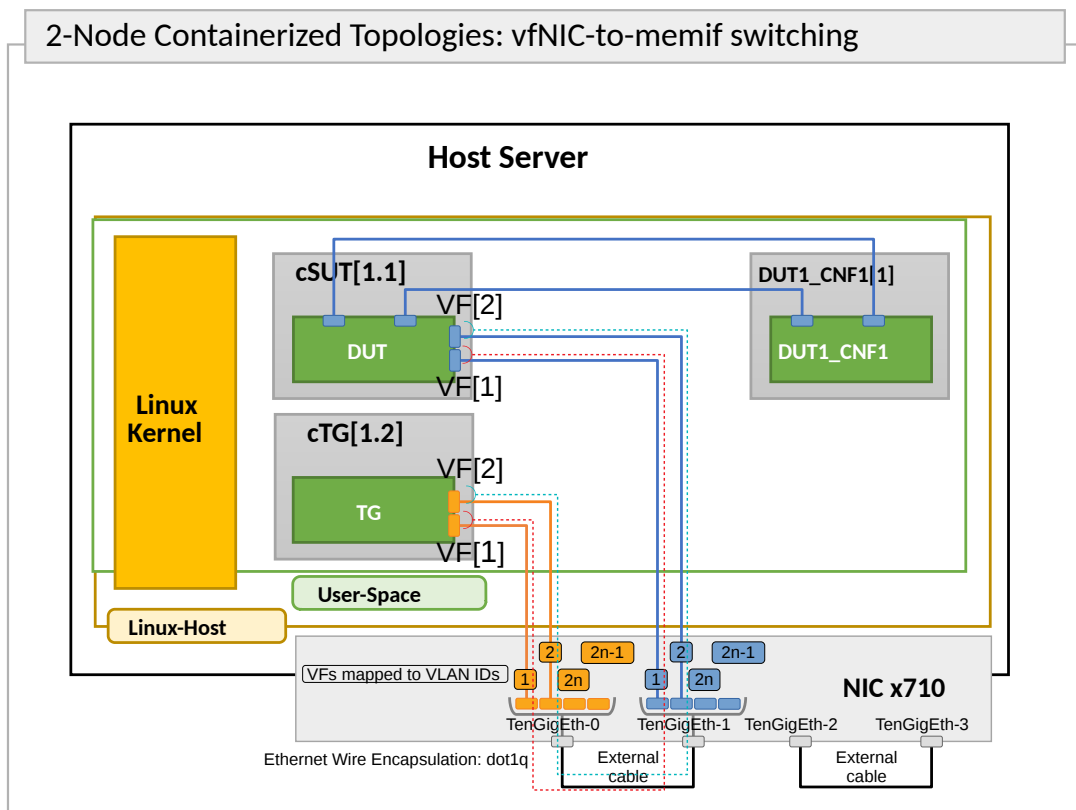 2-Node Containerized Topologies: vfNIC-to-memif switching
Host Server
cSUT[1.1]
DUT1_CNF1[1]
VF[2]
DUT
DUT1_CNF1
VF[1]
Linux
Kernel
cTG[1.2]
VF[2]
TG
VF[1]
User-Space
Linux-Host
2
2n-1
2
2n-1
VFs mapped to VLAN IDs
1
2n
1
2n
NIC x710
TenGigEth-0
TenGigEth-1
TenGigEth-2
TenGigEth-3
Ethernet Wire Encapsulation: dot1q
External
cable
External
cable